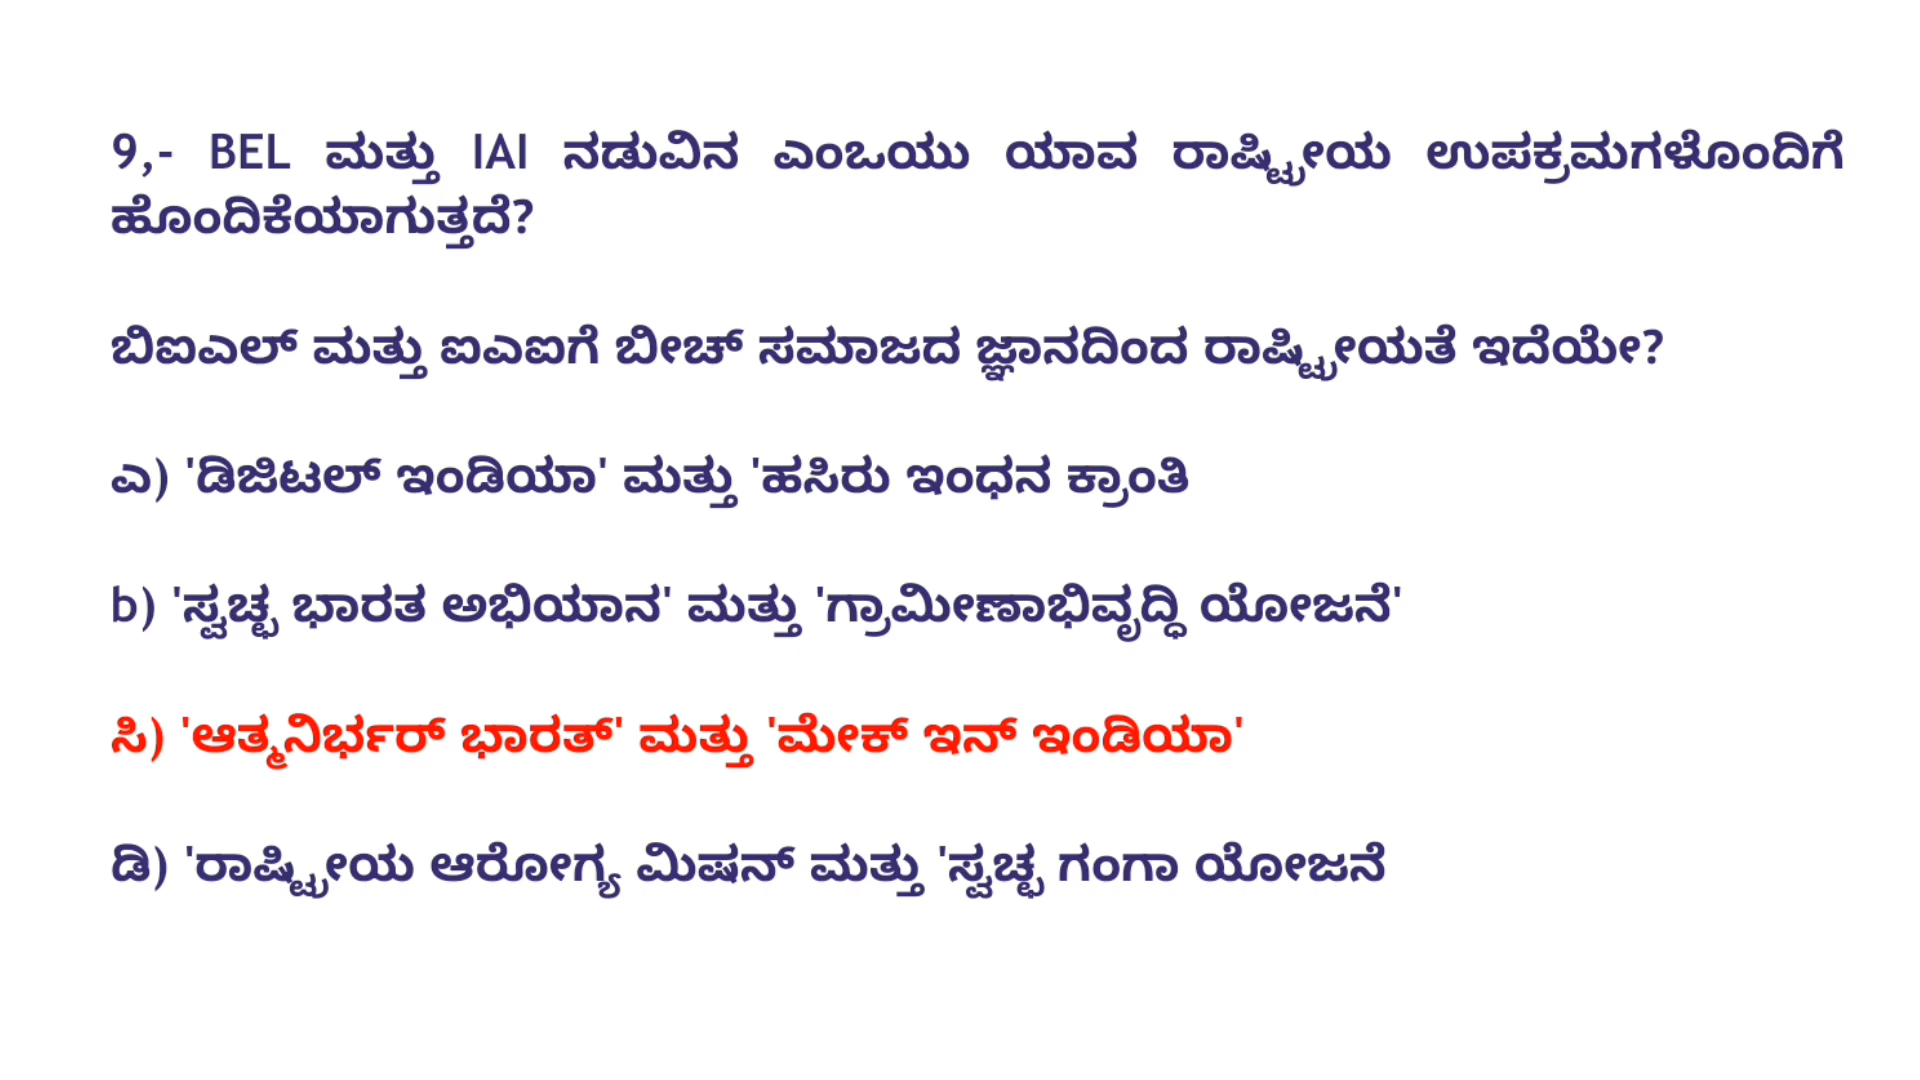 9,- BEL ಮತ್ತು IAI ನಡುವಿನ ಎಂಒಯು ಯಾವ ರಾಷ್ಟ್ರೀಯ ಉಪಕ್ರಮಗಳೊಂದಿಗೆ
ಹೊಂದಿಕೆಯಾಗುತ್ತದೆ?
ಬಿಐಎಲ್ ಮತ್ತು ಐಎಐಗೆ ಬೀಚ್ ಸಮಾಜದ ಜ್ಞಾನದಿಂದ ರಾಷ್ಟ್ರೀಯತೆ ಇದೆಯೇ?
ಎ) 'ಡಿಜಿಟಲ್ ಇಂಡಿಯಾ' ಮತ್ತು 'ಹಸಿರು ಇಂಧನ ಕ್ರಾಂತಿ
b) 'ಸ್ವಚ್ಛ ಭಾರತ ಅಭಿಯಾನ' ಮತ್ತು 'ಗ್ರಾಮೀಣಾಭಿವೃದ್ಧಿ ಯೋಜನೆ'
ಸಿ) 'ಆತ್ಮನಿರ್ಭರ್ ಭಾರತ್' ಮತ್ತು 'ಮೇಕ್ ಇನ್ ಇಂಡಿಯಾ'
ಡಿ) 'ರಾಷ್ಟ್ರೀಯ ಆರೋಗ್ಯ ಮಿಷನ್ ಮತ್ತು 'ಸ್ವಚ್ಛ ಗಂಗಾ ಯೋಜನೆ